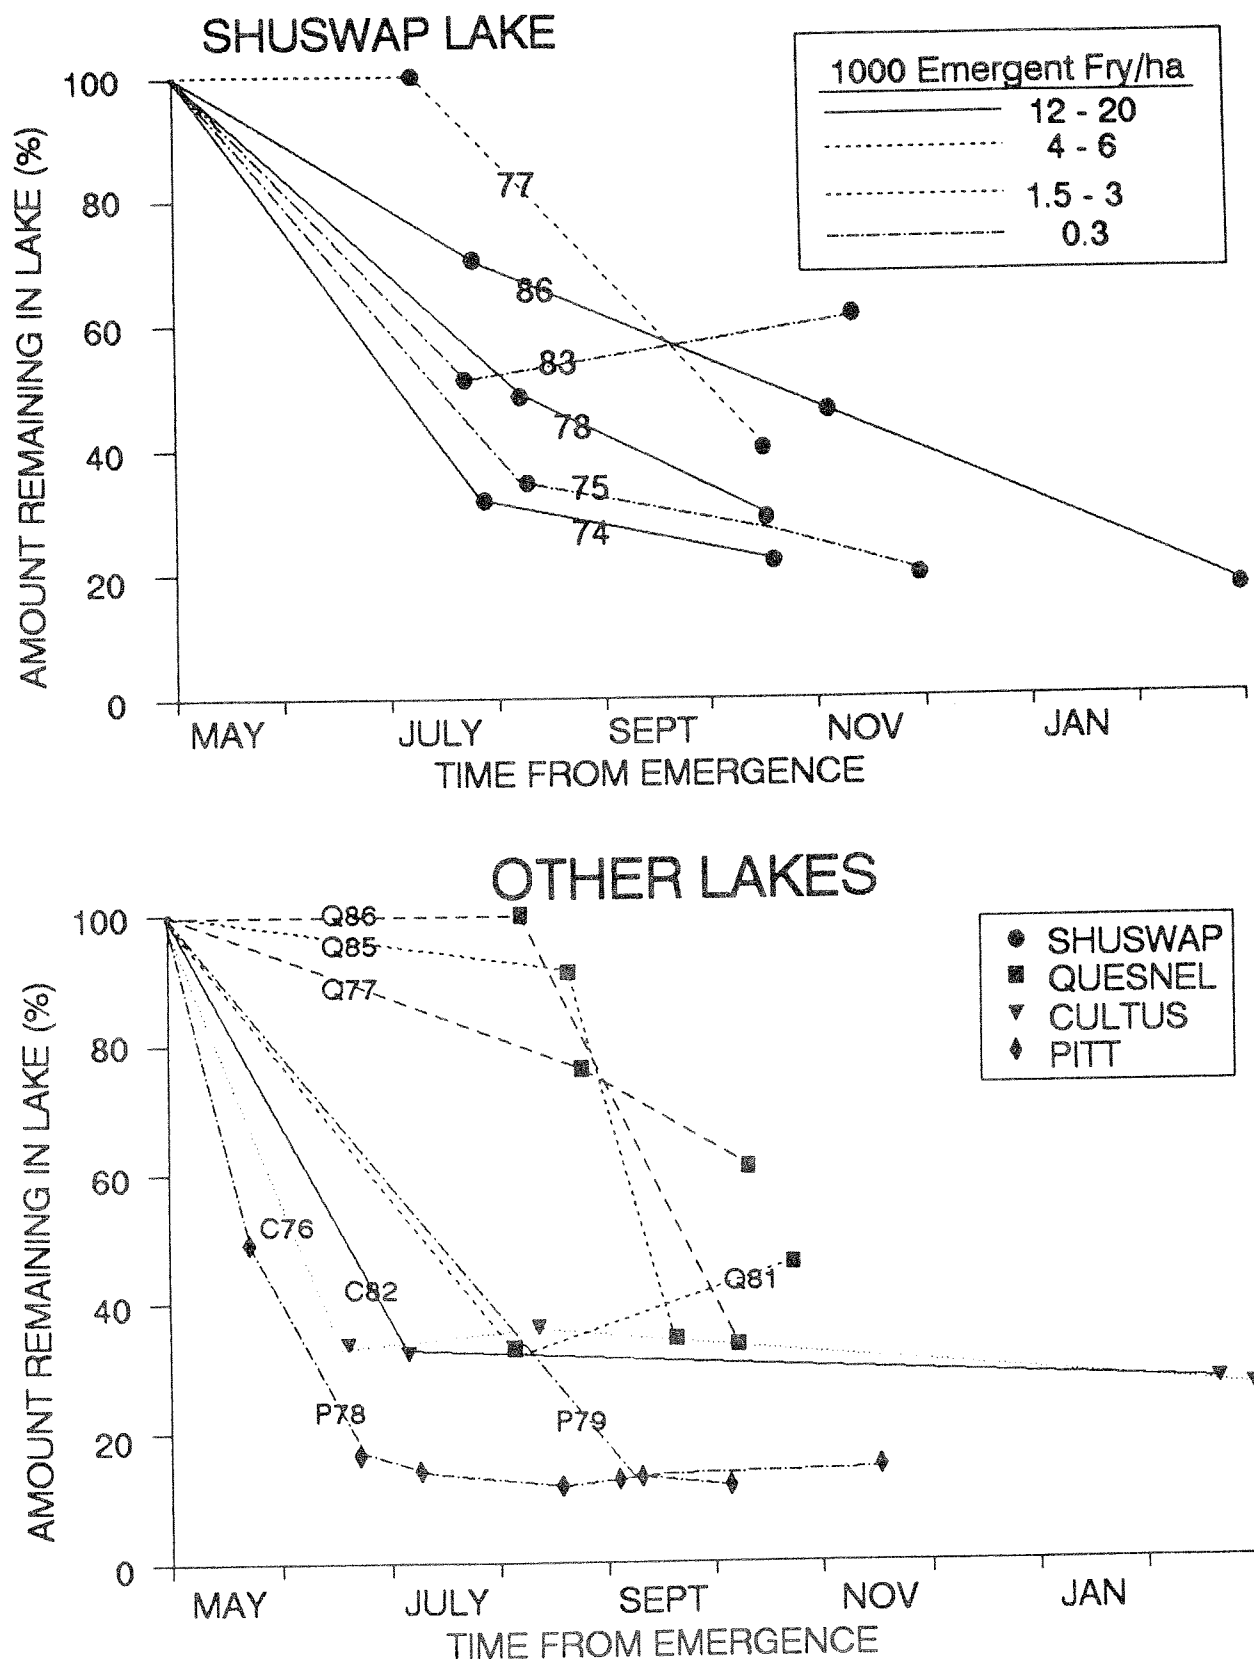 SHUSWAP LAKE
1000 Emergent Fry/ha
12 - 20
4 - 6
1.5 - 3
0.3
AMOUNT REMAINING IN LAKE (%)
100
80
60
40
20
0
77
86
83
78
75
74
MAY JULY SEPT NOV JAN
TIME FROM EMERGENCE
OTHER LAKES
SHUSWAP
QUESNEL
CULTUS
PITT
AMOUNT REMAINING IN LAKE (%)
100
80
60
40
20
0
Q86
Q85
Q77
C76
C82
Q81
P78
P79
MAY JULY SEPT NOV JAN
TIME FROM EMERGENCE